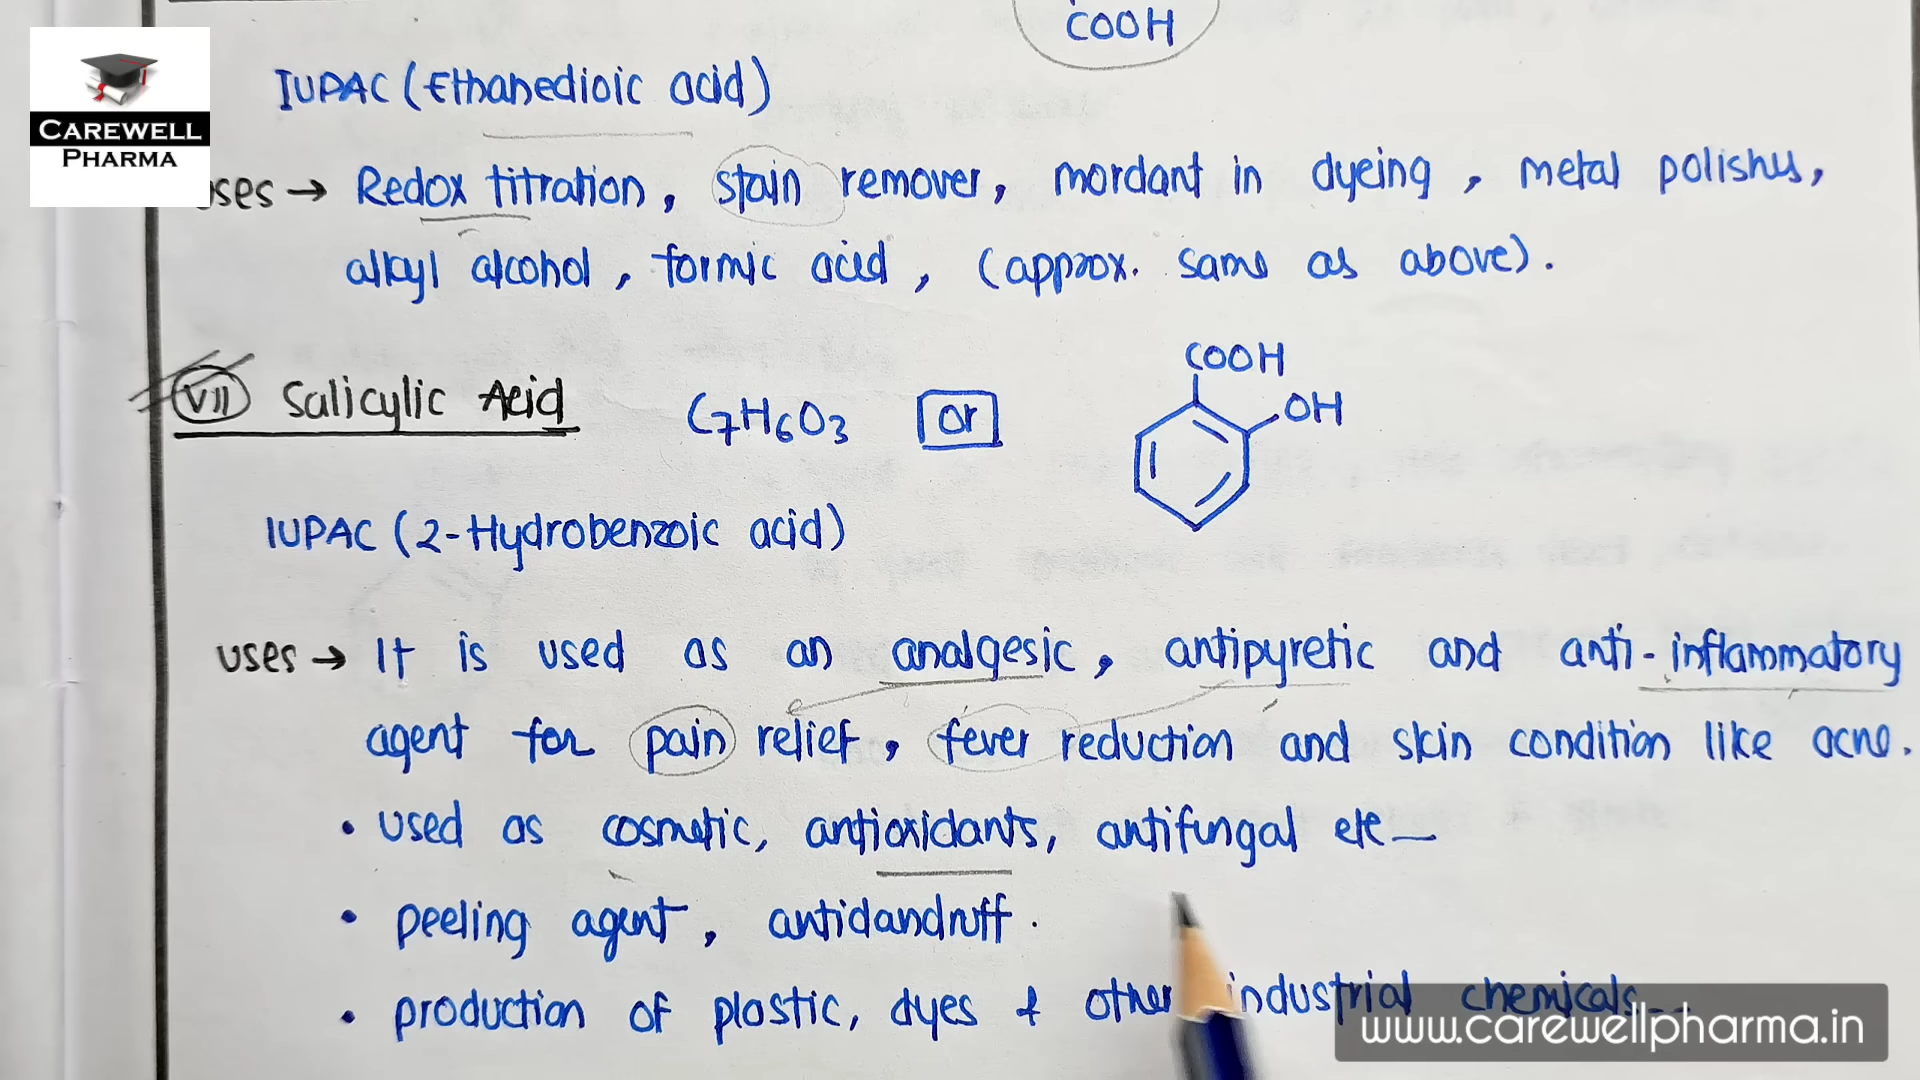 COOH
CAREWELL
PHARMA
IUPAC (Ethanedioic acid)
uses → Redox titration, stain remover, mordant in dyeing, metal polishes,
alkyl alcohol, formic acid, (approx. same as above).
VII Salicylic Acid C7H6O3 or
COOH
OH
IUPAC (2-Hydrobenzoic acid)
uses → It is used as an analgesic, antipyretic and anti-inflammatory
agent for pain relief, fever reduction and skin condition like acne.
• used as cosmetic, antioxidants, antifungal etc—
• peeling agent, antidandruff.
• production of plastic, dyes & other industrial chemicals...
www.carewellpharma.in